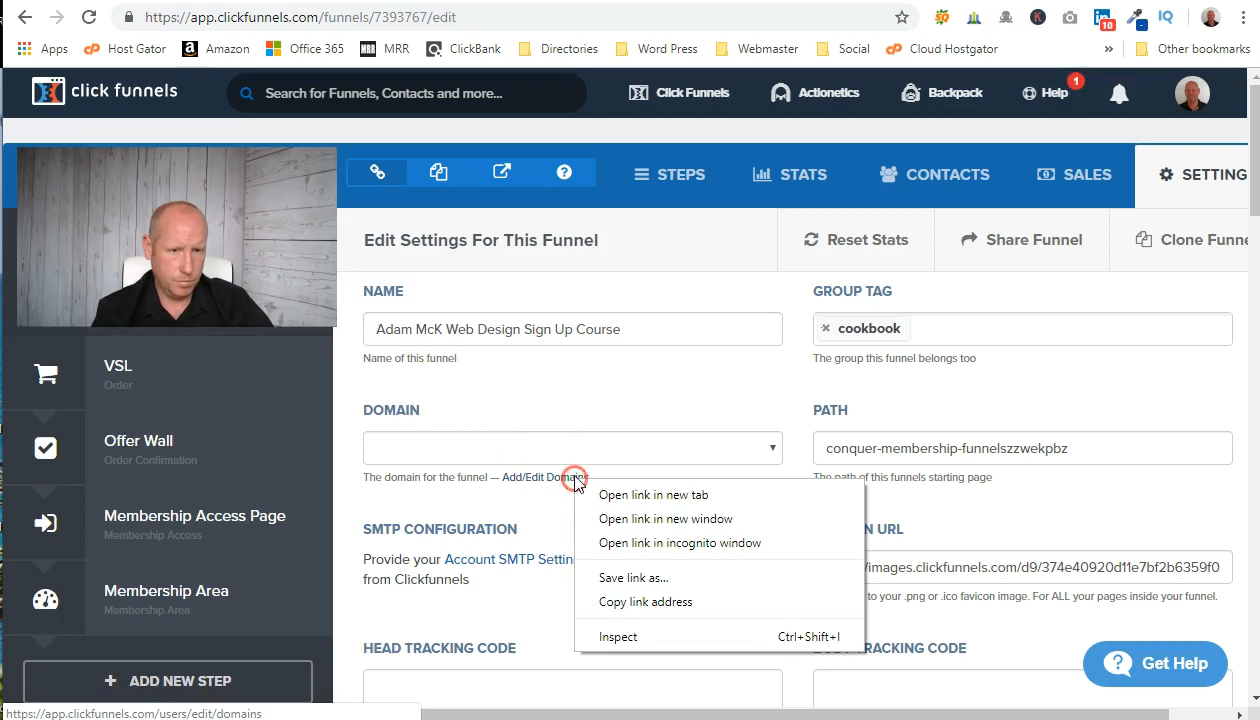 https://app.clickfunnels.com/funnels/7393767/edit
SQ
K
10
IQ
Apps
Host Gator
Amazon
Office 365
MRR MRR
ClickBank
Directories
Word Press
Webmaster
Social
Cloud Hostgator
»
Other bookmarks
click funnels
Search for Funnels, Contacts and more...
Click Funnels
Actionetics
Backpack
Help
1
STEPS
STATS
CONTACTS
SALES
SETTING
Edit Settings For This Funnel
Reset Stats
Share Funnel
Clone Funne
NAME
GROUP TAG
Adam McK Web Design Sign Up Course
× cookbook
Name of this funnel
The group this funnel belongs too
VSL
Order
DOMAIN
PATH
Offer Wall
Order Confirmation
conquer-membership-funnelszzwekpbz
The domain for the funnel — Add/Edit Domains
The path of this funnels starting page
Open link in new tab
Open link in new window
Open link in incognito window
Save link as...
Copy link address
Inspect Ctrl+Shift+I
Membership Access Page
Membership Access
SMTP CONFIGURATION
N URL
Provide your Account SMTP Settin
from Clickfunnels
/images.clickfunnels.com/d9/374e40920d11e7bf2b6359f0
to your .png or .ico favicon image. For ALL your pages inside your funnel.
Membership Area
Membership Area
HEAD TRACKING CODE
TRACKING CODE
+ ADD NEW STEP
? Get Help
https://app.clickfunnels.com/users/edit/domains